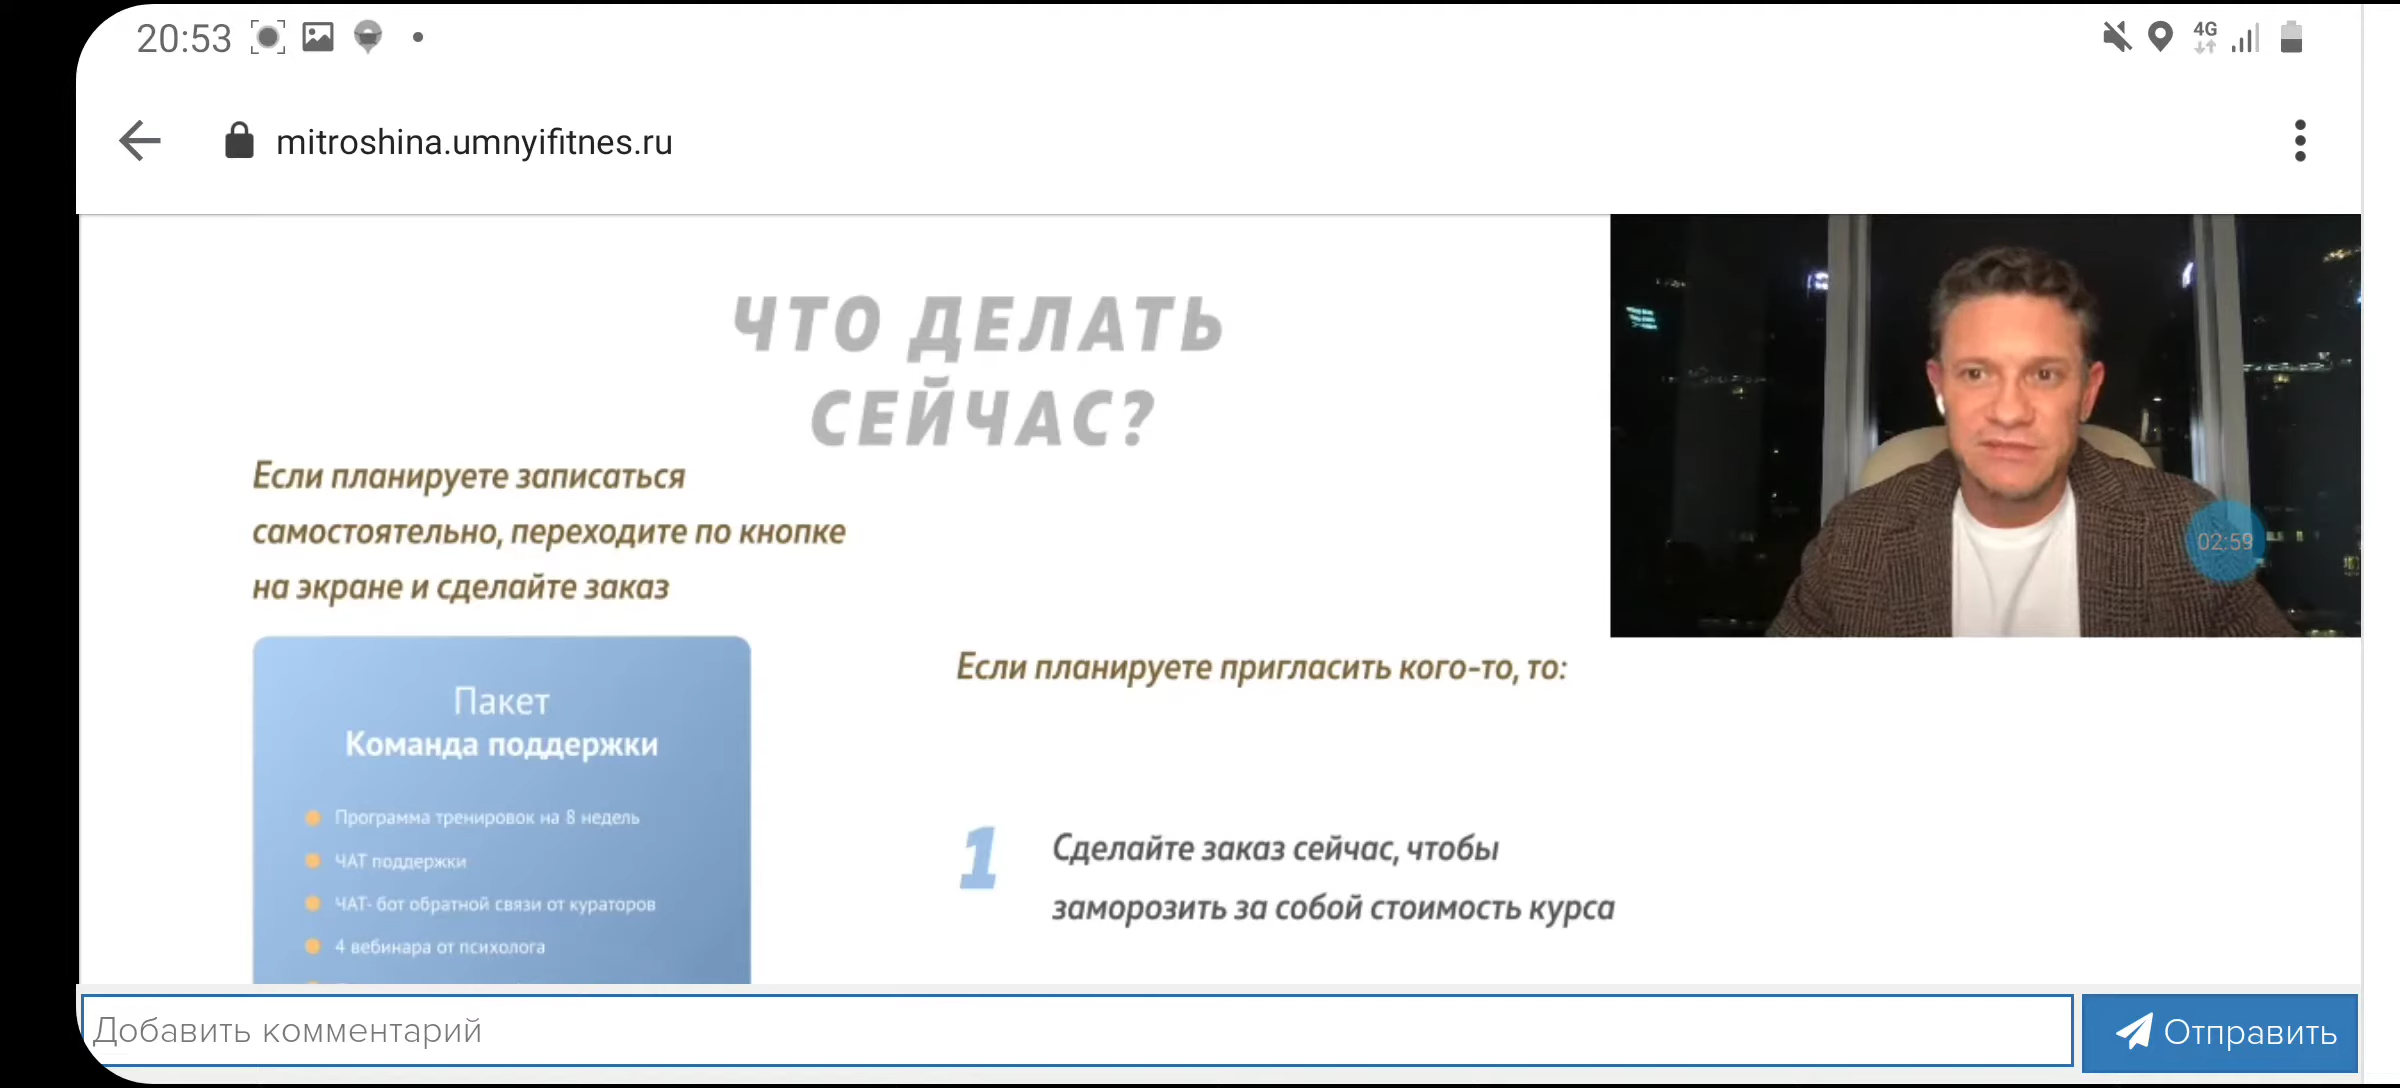 20:53
4G
mitroshina.umnyifitnes.ru
ЧТО ДЕЛАТЬ
СЕЙЧАС?
Если планируете записаться
самостоятельно, переходите по кнопке
на экране и сделайте заказ
02:59
Пакет
Команда поддержки
Программа тренировок на 8 недель
ЧАТ поддержки
ЧАТ- бот обратной связи от кураторов
4 вебинара от психолога
Если планируете пригласить кого-то, то:
1 Сделайте заказ сейчас, чтобы
заморозить за собой стоимость курса
Добавить комментарий
Отправить